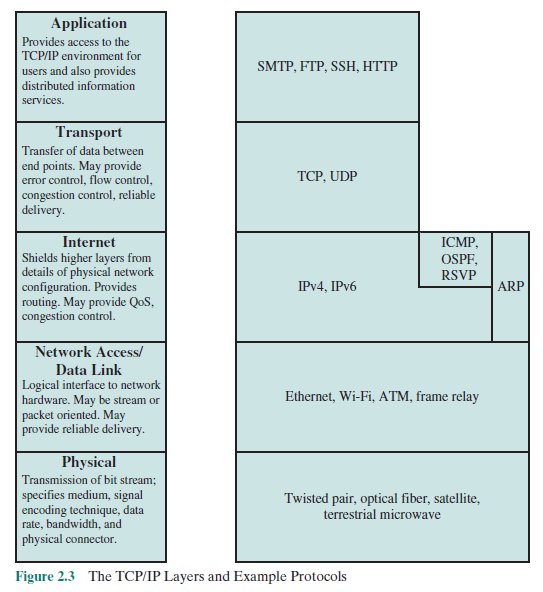 Application
Provides access to the
TCP/IP environment for
users and also provides
distributed information
services.
SMTP, FTP, SSH, HTTP
Transport
Transfer of data between
end points. May provide
error control, flow control,
congestion control, reliable
delivery.
TCP, UDP
Internet
Shields higher layers from
details of physical network
configuration. Provides
routing. May provide QoS,
congestion control.
IPv4, IPv6
ICMP,
OSPF,
RSVP
ARP
Network Access/
Data Link
Logical interface to network
hardware. May be stream or
packet oriented. May
provide reliable delivery.
Ethernet, Wi-Fi, ATM, frame relay
Physical
Transmission of bit stream;
specifies medium, signal
encoding technique, data
rate, bandwidth, and
physical connector.
Twisted pair, optical fiber, satellite,
terrestrial microwave
Figure 2.3 The TCP/IP Layers and Example Protocols